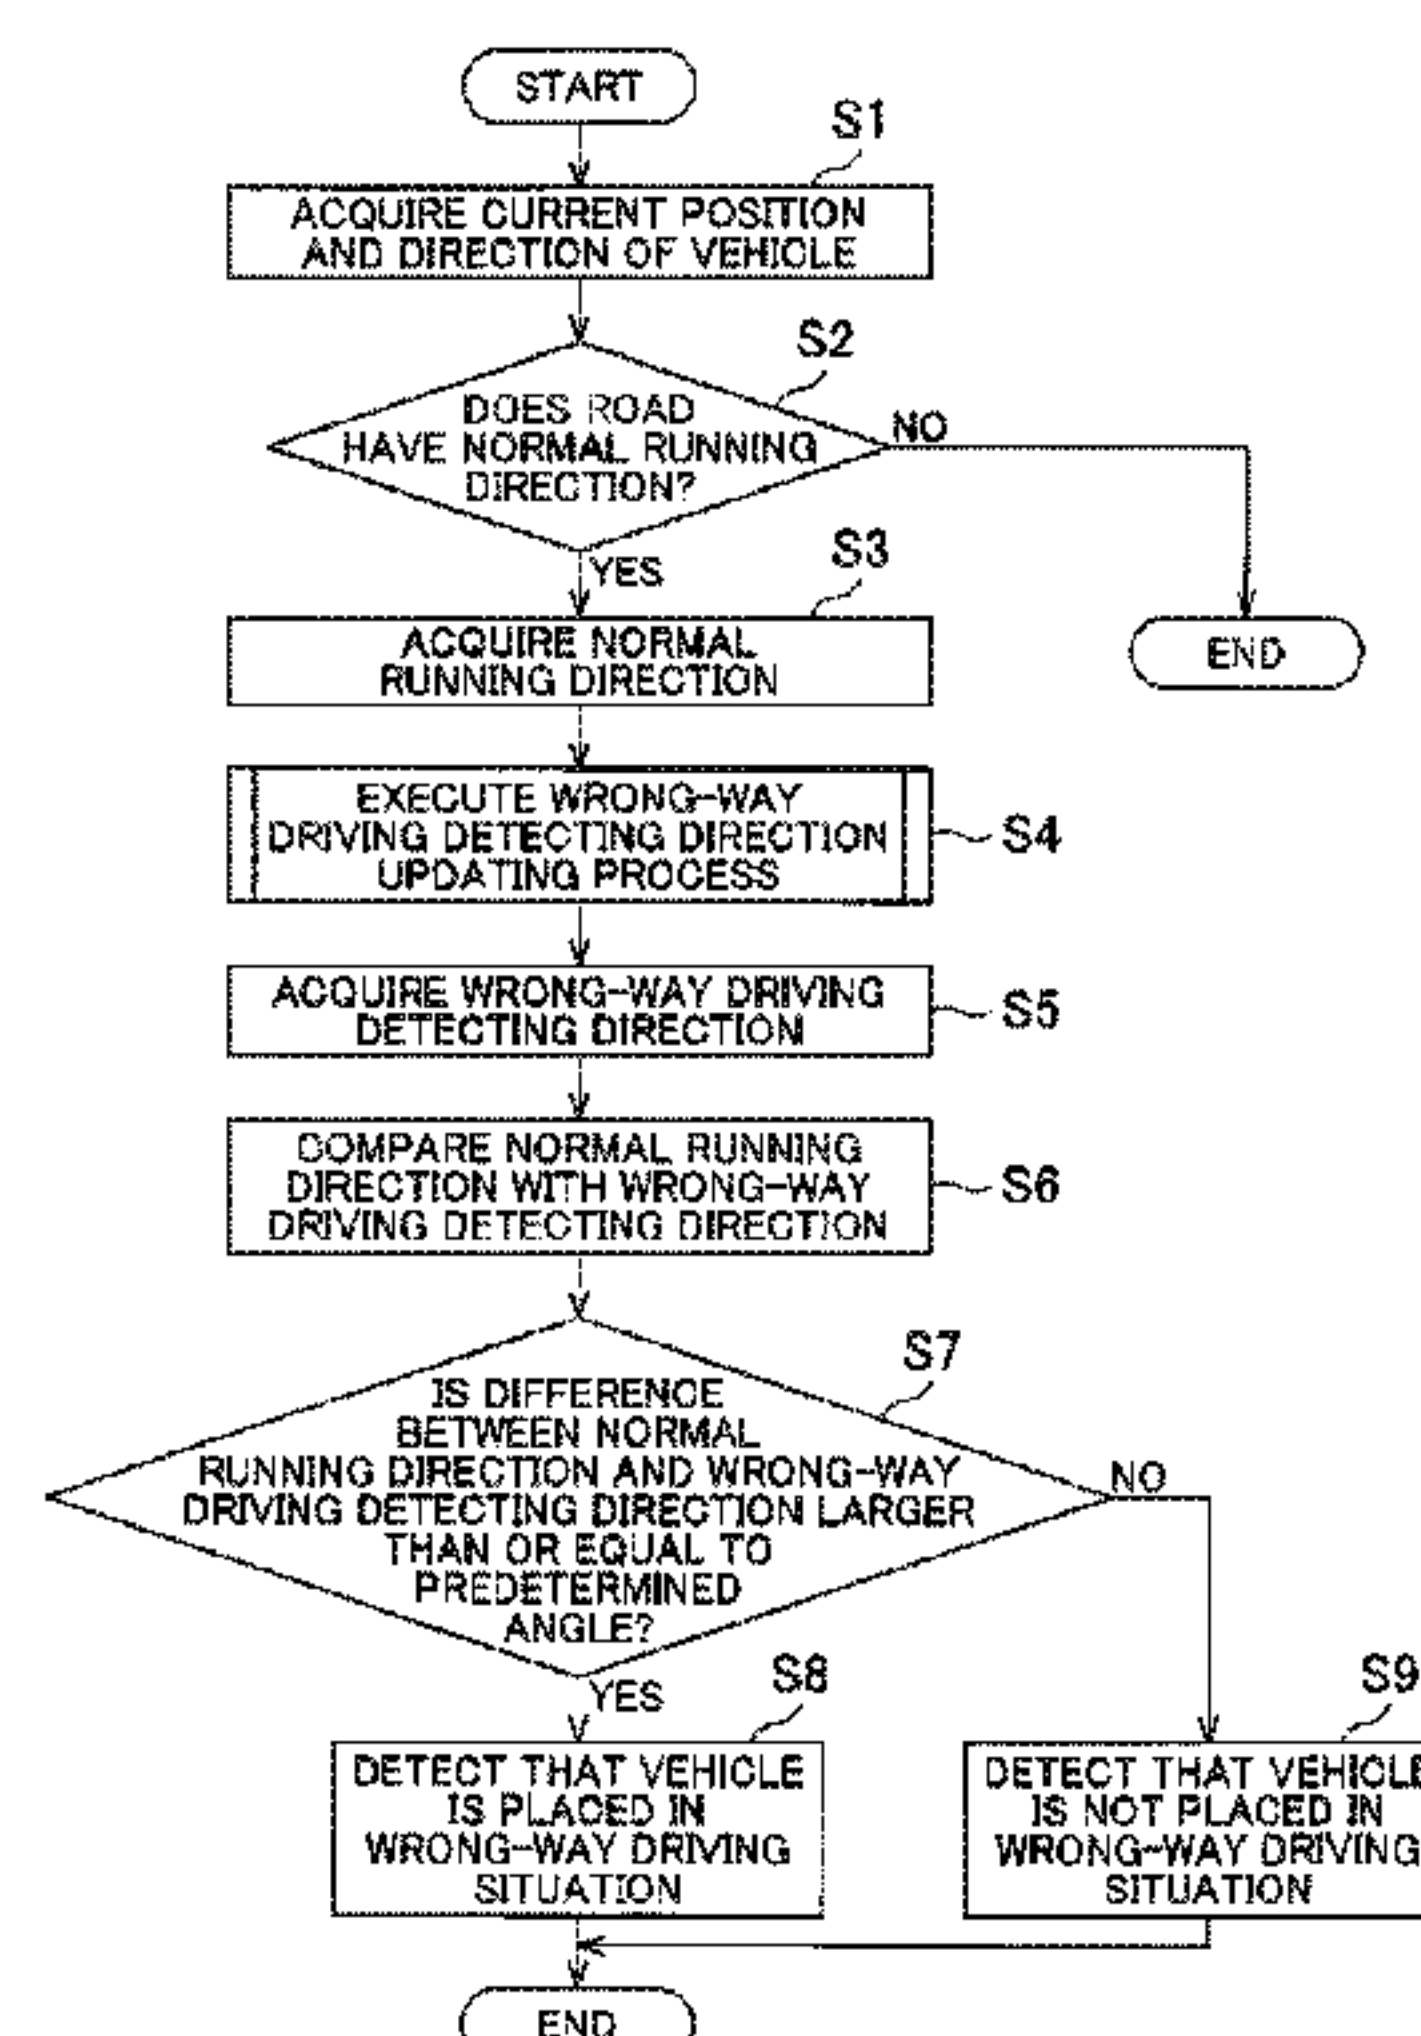 START
S1
ACQUIRE CURRENT POSITION
AND DIRECTION OF VEHICLE
S2
DOES ROAD
HAVE NORMAL RUNNING
DIRECTION?
NO
YES
S3
ACQUIRE NORMAL
RUNNING DIRECTION
END
EXECUTE WRONG-WAY
DRIVING DETECTING DIRECTION
UPDATING PROCESS
S4
ACQUIRE WRONG-WAY DRIVING
DETECTING DIRECTION
S5
COMPARE NORMAL RUNNING
DIRECTION WITH WRONG-WAY
DRIVING DETECTING DIRECTION
S6
S7
IS DIFFERENCE
BETWEEN NORMAL
RUNNING DIRECTION AND WRONG-WAY
DRIVING DETECTING DIRECTION LARGER
THAN OR EQUAL TO
PREDETERMINED
ANGLE?
NO
YES
S8
DETECT THAT VEHICLE
IS PLACED IN
WRONG-WAY DRIVING
SITUATION
S9
DETECT THAT VEHICLE
IS NOT PLACED IN
WRONG-WAY DRIVING
SITUATION
END